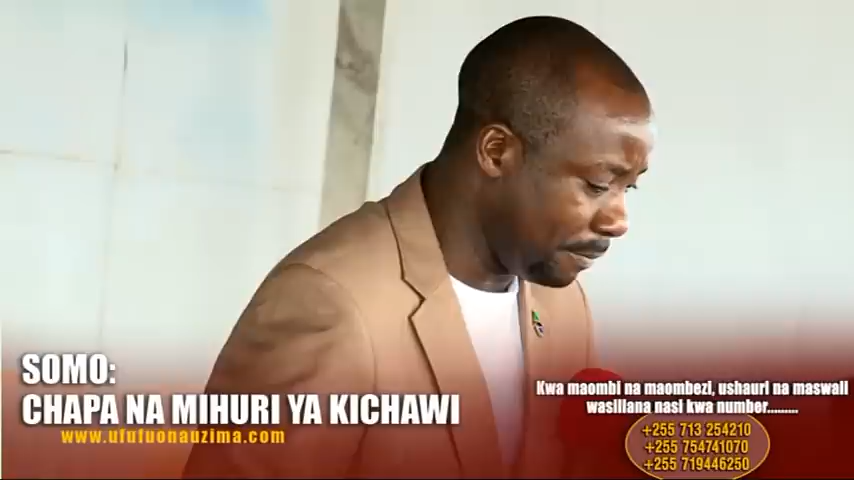 SOMO:
CHAPA NA MIHURI YA KICHAWI
www.ufufuonauzima.com
Kwa maombi na maombezi, ushauri na maswali
wasiliana nasi kwa number..........
+255 713 254210
+255 754741070
+255 719446250